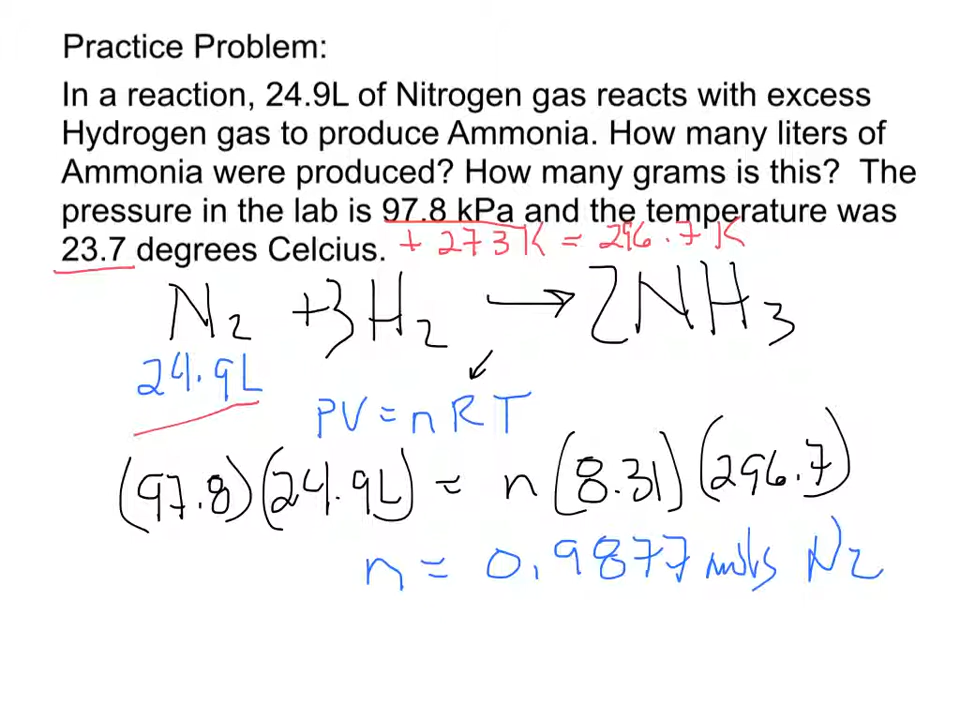 Practice Problem:
In a reaction, 24.9L of Nitrogen gas reacts with excess
Hydrogen gas to produce Ammonia. How many liters of
Ammonia were produced? How many grams is this? The
pressure in the lab is 97.8 kPa and the temperature was
23.7 degrees Celcius. + 273K = 296.7K
N₂ + 3H₂ → 2NH₃
24.9L
PV = nRT
(97.8)(24.9L) = n(8.31)(296.7)
n = 0.9877 mols N₂